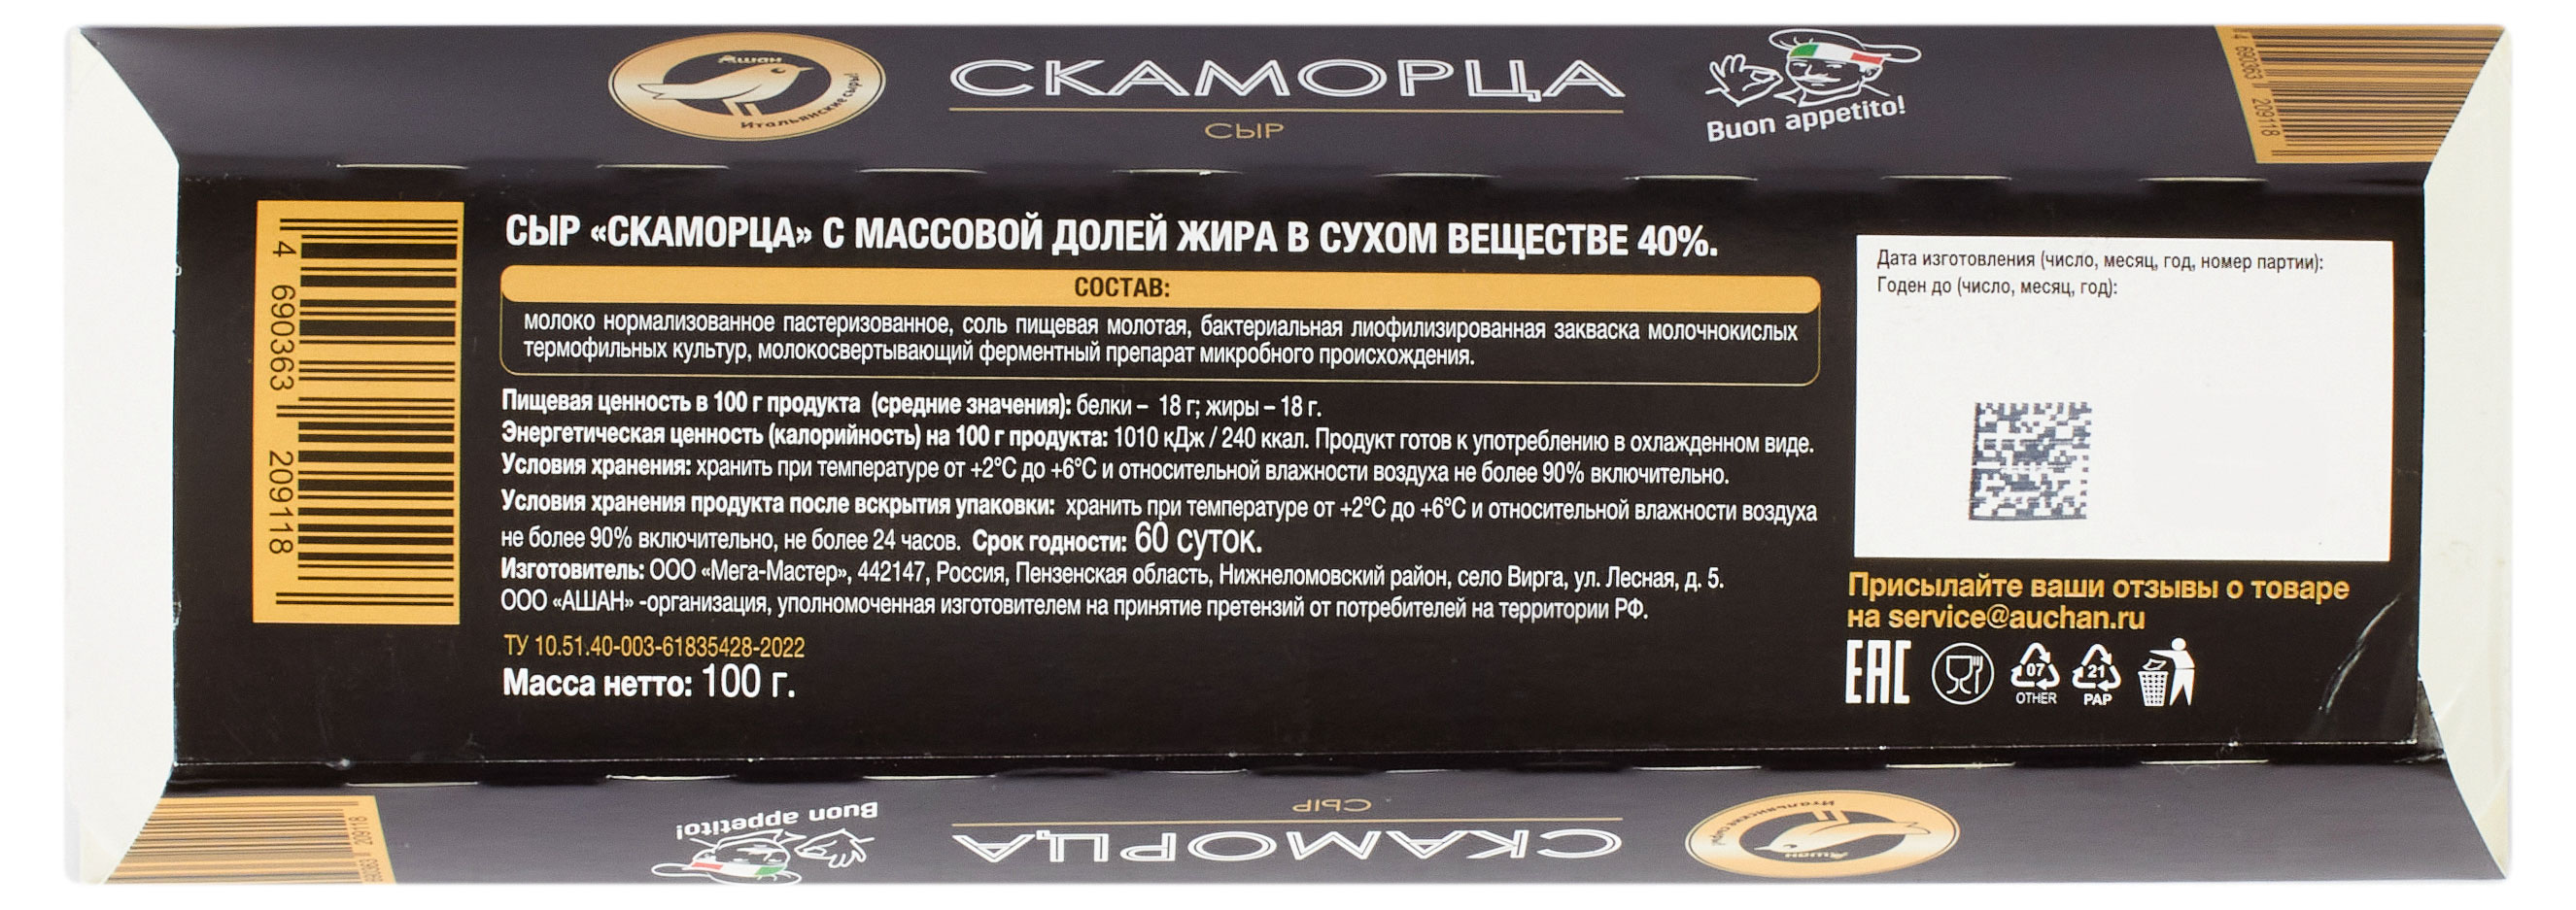 Ашан
Итальянские сыры!
СКАМОРЦА
СЫР
Buon appetito!
4 690363 209118
4 690363 209118
СЫР «СКАМОРЦА» С МАССОВОЙ ДОЛЕЙ ЖИРА В СУХОМ ВЕЩЕСТВЕ 40%.
СОСТАВ:
молоко нормализованное пастеризованное, соль пищевая молотая, бактериальная лиофилизированная закваска молочнокислых
термофильных культур, молокосвертывающий ферментный препарат микробного происхождения.
Пищевая ценность в 100 г продукта (средние значения): белки – 18 г; жиры – 18 г.
Энергетическая ценность (калорийность) на 100 г продукта: 1010 кДж / 240 ккал. Продукт готов к употреблению в охлажденном виде.
Условия хранения: хранить при температуре от +2°С до +6°С и относительной влажности воздуха не более 90% включительно.
Условия хранения продукта после вскрытия упаковки: хранить при температуре от +2°С до +6°С и относительной влажности воздуха
не более 90% включительно, не более 24 часов. Срок годности: 60 суток.
Изготовитель: ООО «Мега-Мастер», 442147, Россия, Пензенская область, Нижнеломовский район, село Вирга, ул. Лесная, д. 5.
ООО «АШАН» -организация, уполномоченная изготовителем на принятие претензий от потребителей на территории РФ.
ТУ 10.51.40-003-61835428-2022
Масса нетто: 100 г.
Дата изготовления (число, месяц, год, номер партии):
Годен до (число, месяц, год):
Присылайте ваши отзывы о товаре
на service@auchan.ru
EAC
07
OTHER
21
PAP
690363 209118
Buon appetito!
СЫР
СКАМОРЦА
Итальянские сыры!
Ашан